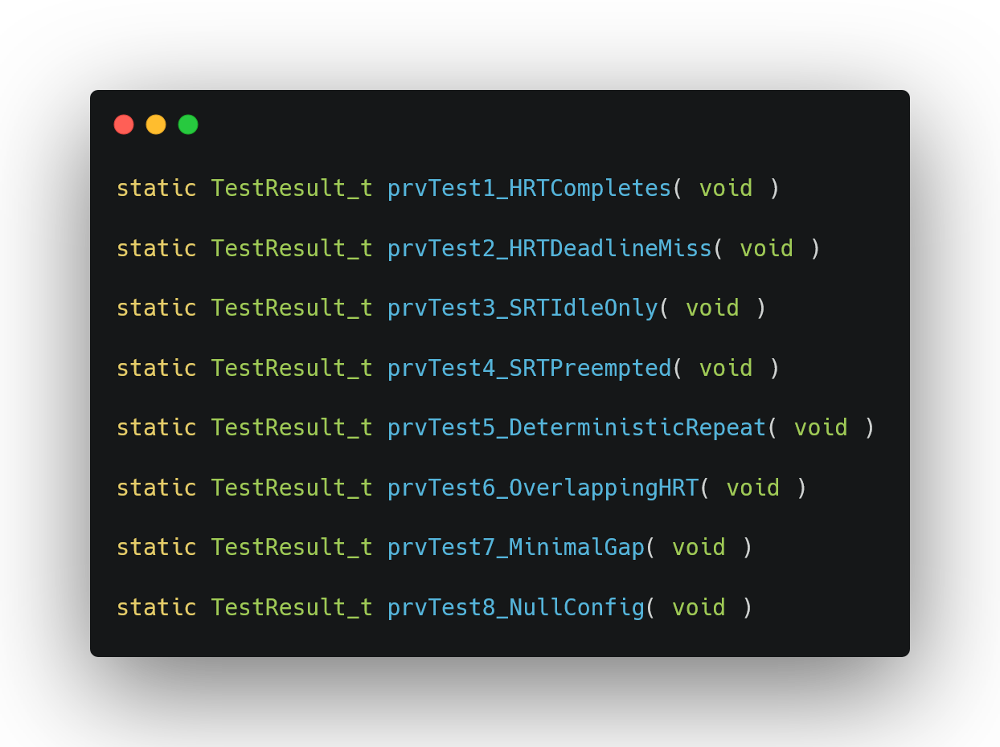 static TestResult_t prvTest1_HRTCompletes( void )
static TestResult_t prvTest2_HRTDeadlineMiss( void )
static TestResult_t prvTest3_SRTIdleOnly( void )
static TestResult_t prvTest4_SRTPreempted( void )
static TestResult_t prvTest5_DeterministicRepeat( void )
static TestResult_t prvTest6_OverlappingHRT( void )
static TestResult_t prvTest7_MinimalGap( void )
static TestResult_t prvTest8_NullConfig( void )